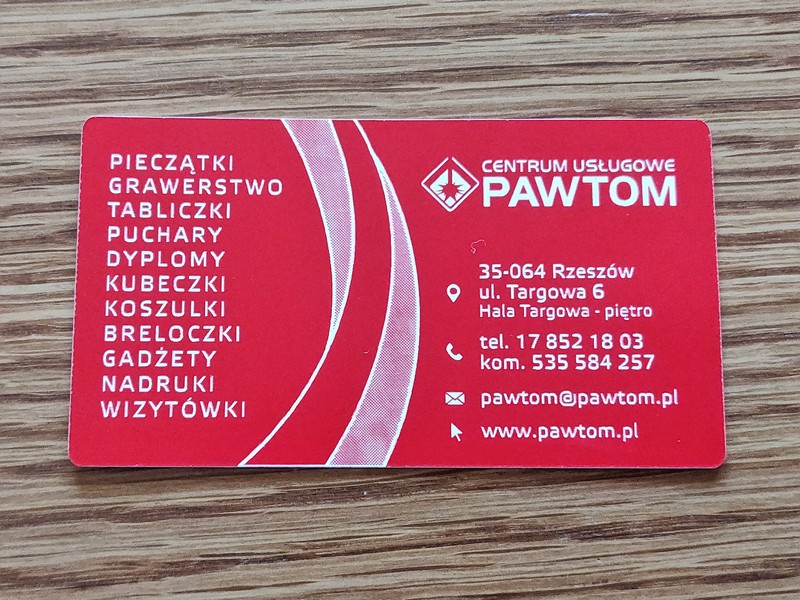 PIECZĄTKI
GRAWERSTWO
TABLICZKI
PUCHARY
DYPLOMY
KUBECZKI
KOSZULKI
BRELOCZKI
GADŻETY
NADRUKI
WIZYTÓWKI
CENTRUM USŁUGOWE
PAWTOM
35-064 Rzeszów
ul. Targowa 6
Hala Targowa - piętro
tel. 17 852 18 03
kom. 535 584 257
pawtom@pawtom.pl
www.pawtom.pl